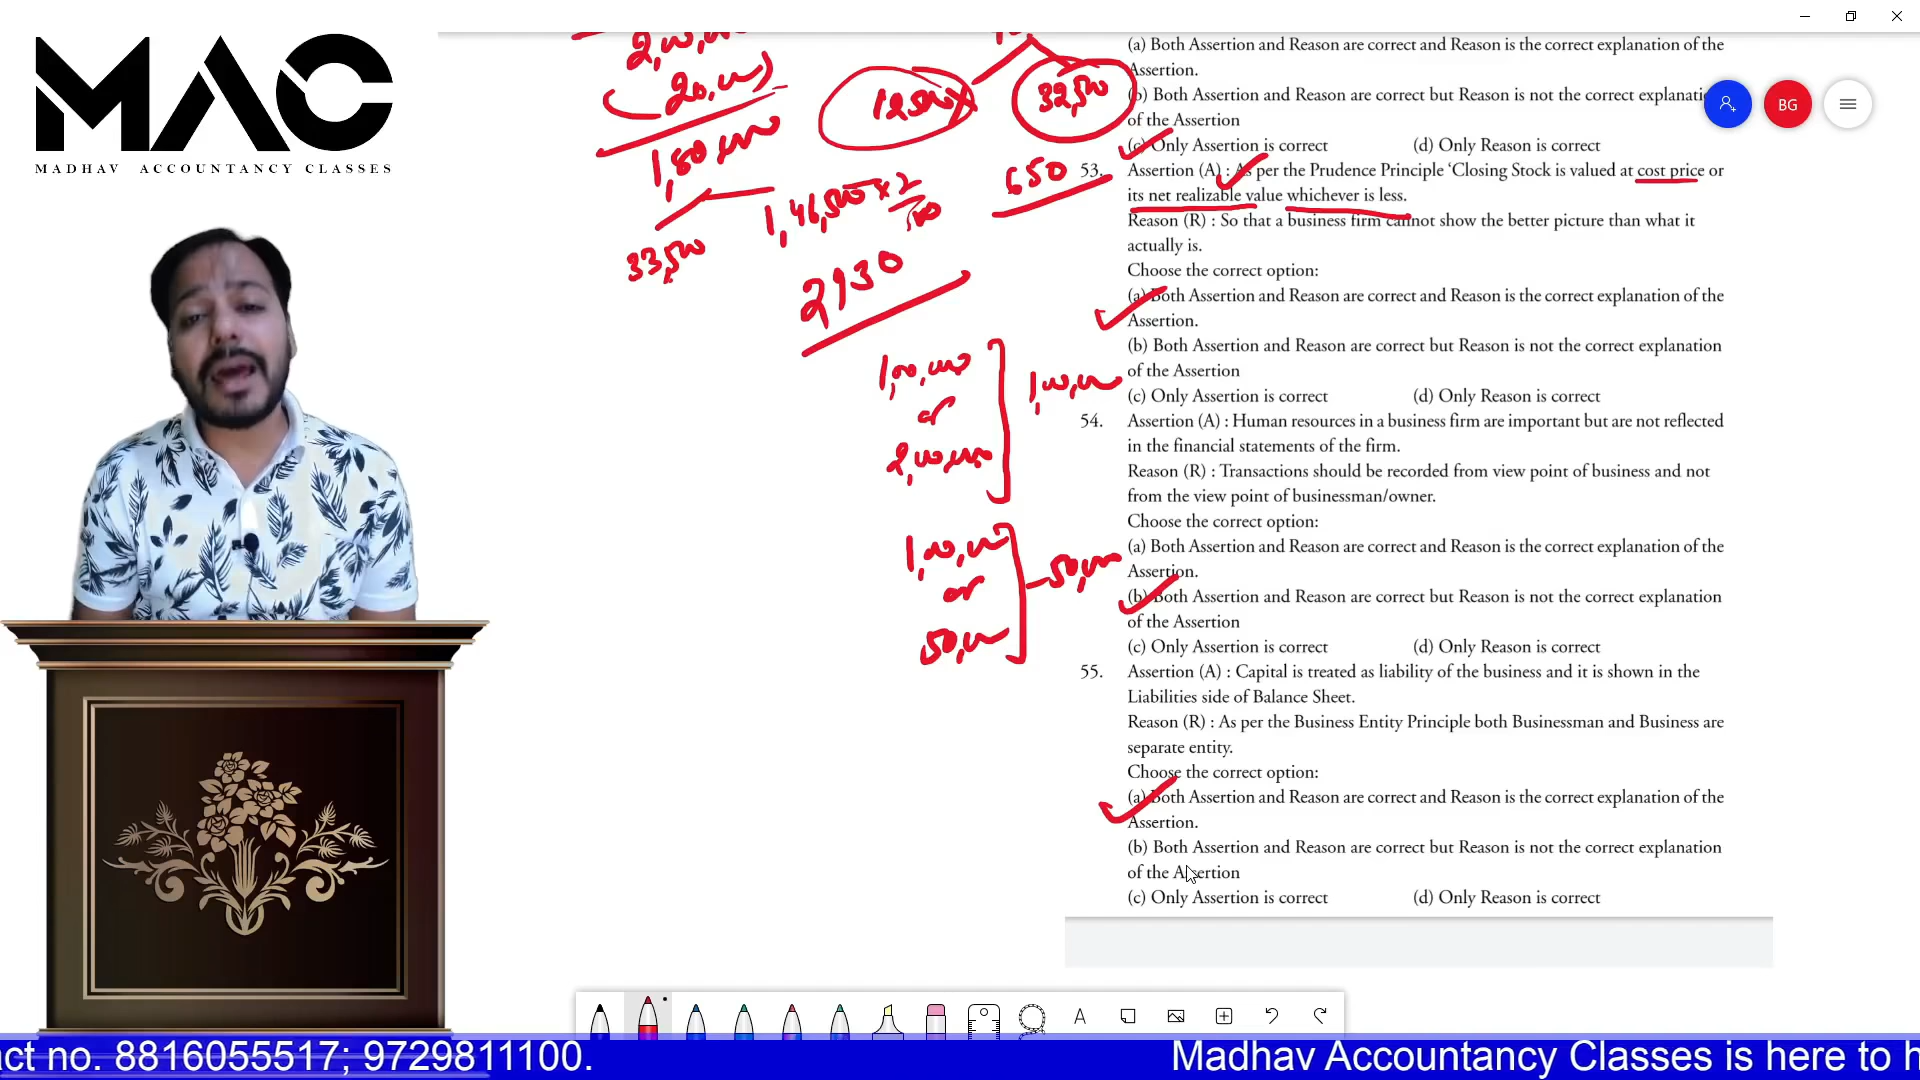 MAC
MADHAV ACCOUNTANCY CLASSES
BG
(a) Both Assertion and Reason are correct and Reason is the correct explanation of the
Assertion.
(b) Both Assertion and Reason are correct but Reason is not the correct explanati
of the Assertion
(c) Only Assertion is correct (d) Only Reason is correct
53. Assertion (A) : As per the Prudence Principle ‘Closing Stock is valued at cost price or
its net realizable value whichever is less.
Reason (R) : So that a business firm cannot show the better picture than what it
actually is.
Choose the correct option:
(a) Both Assertion and Reason are correct and Reason is the correct explanation of the
Assertion.
(b) Both Assertion and Reason are correct but Reason is not the correct explanation
of the Assertion
(c) Only Assertion is correct (d) Only Reason is correct
54. Assertion (A) : Human resources in a business firm are important but are not reflected
in the financial statements of the firm.
Reason (R) : Transactions should be recorded from view point of business and not
from the view point of businessman/owner.
Choose the correct option:
(a) Both Assertion and Reason are correct and Reason is the correct explanation of the
Assertion.
(b) Both Assertion and Reason are correct but Reason is not the correct explanation
of the Assertion
(c) Only Assertion is correct (d) Only Reason is correct
55. Assertion (A) : Capital is treated as liability of the business and it is shown in the
Liabilities side of Balance Sheet.
Reason (R) : As per the Business Entity Principle both Businessman and Business are
separate entity.
Choose the correct option:
(a) Both Assertion and Reason are correct and Reason is the correct explanation of the
Assertion.
(b) Both Assertion and Reason are correct but Reason is not the correct explanation
of the Assertion
(c) Only Assertion is correct (d) Only Reason is correct
32,500
650
1,46,500 x 2/100
33,500
2930
1,00,000
or
2,00,000
1,00,000
1,00,000
or
50,000
50,000
act no. 8816055517; 9729811100.
Madhav Accountancy Classes is here to h